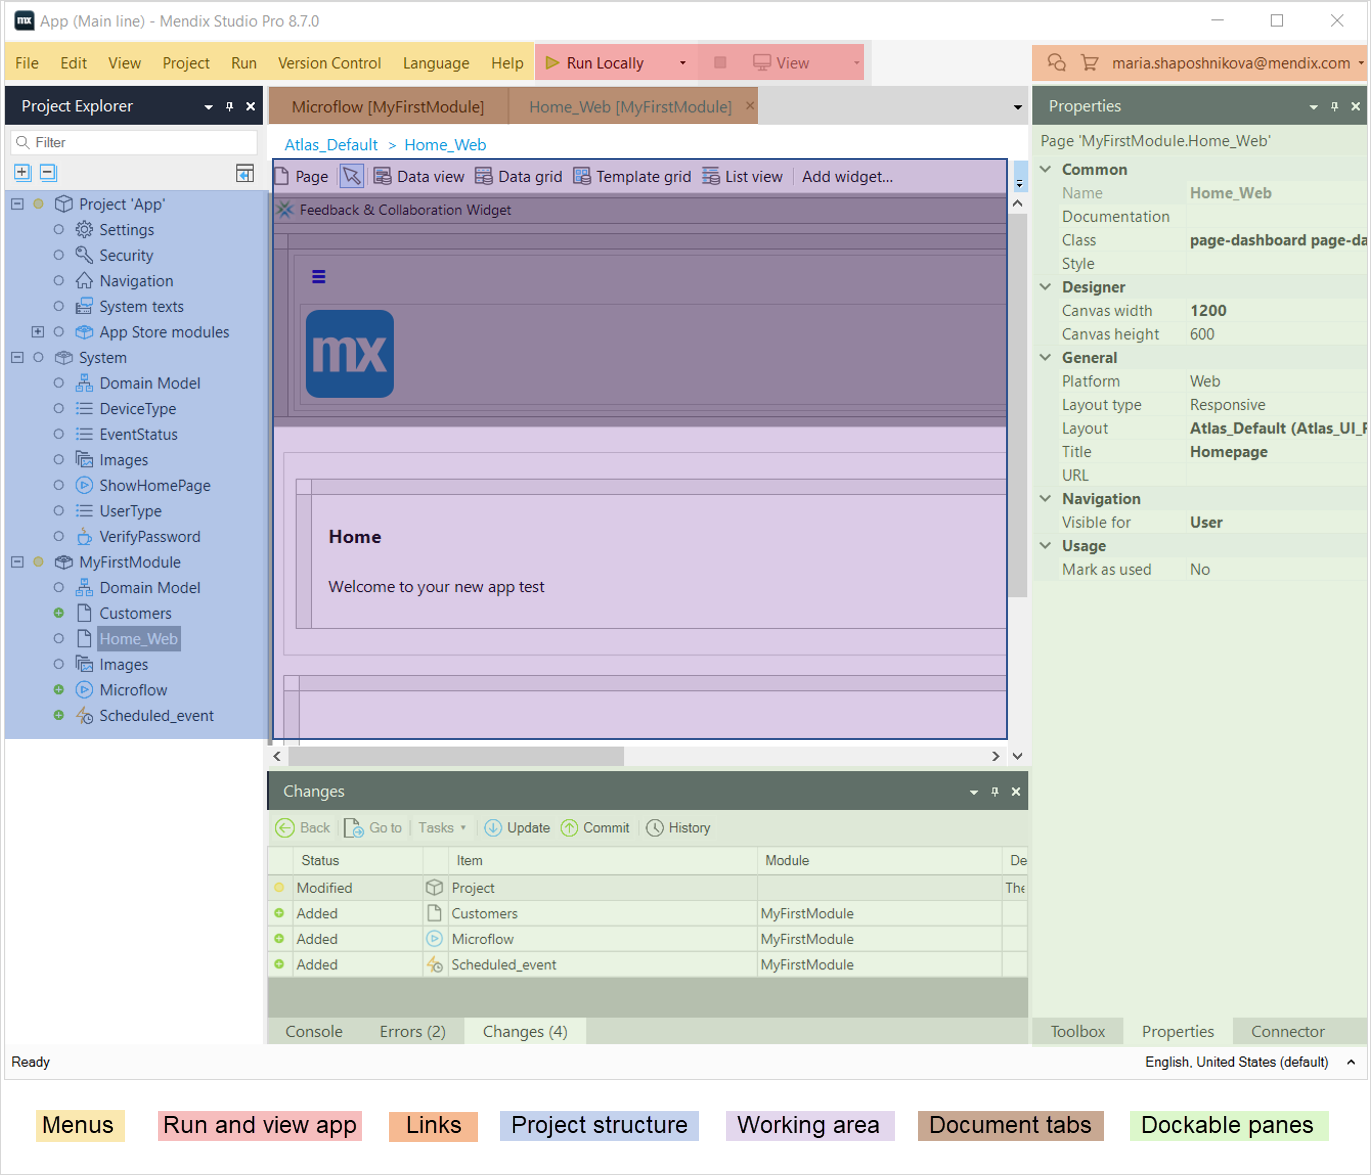 App (Main line) - Mendix Studio Pro 8.7.0
File Edit View Project Run Version Control Language Help Run Locally View maria.shaposhnikova@mendix.com
Project Explorer
Filter
Project 'App'
Settings
Security
Navigation
System texts
App Store modules
System
Domain Model
DeviceType
EventStatus
Images
ShowHomePage
UserType
VerifyPassword
MyFirstModule
Domain Model
Customers
Home_Web
Images
Microflow
Scheduled_event
Microflow [MyFirstModule] Home_Web [MyFirstModule]
Atlas_Default > Home_Web
Page Data view Data grid Template grid List view Add widget...
Feedback & Collaboration Widget
mx
Home
Welcome to your new app test
Changes
Back Go to Tasks Update Commit History
Status Item Module De
Modified Project The
Added Customers MyFirstModule
Added Microflow MyFirstModule
Added Scheduled_event MyFirstModule
Console Errors (2) Changes (4)
Properties
Page 'MyFirstModule.Home_Web'
Common
Name Home_Web
Documentation
Class page-dashboard page-da
Style
Designer
Canvas width 1200
Canvas height 600
General
Platform Web
Layout type Responsive
Layout Atlas_Default (Atlas_UI_F
Title Homepage
URL
Navigation
Visible for User
Usage
Mark as used No
Toolbox Properties Connector
Ready English, United States (default)
Menus Run and view app Links Project structure Working area Document tabs Dockable panes